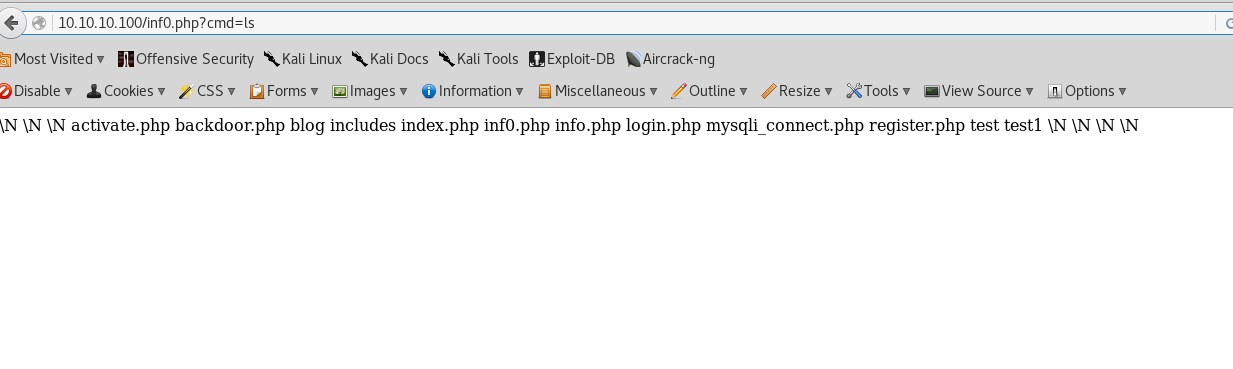 10.10.10.100/inf0.php?cmd=ls
Most Visited Offensive Security Kali Linux Kali Docs Kali Tools Exploit-DB Aircrack-ng
Disable Cookies CSS Forms Images Information Miscellaneous Outline Resize Tools View Source Options
\N \N \N activate.php backdoor.php blog includes index.php inf0.php info.php login.php mysqli_connect.php register.php test test1 \N \N \N \N